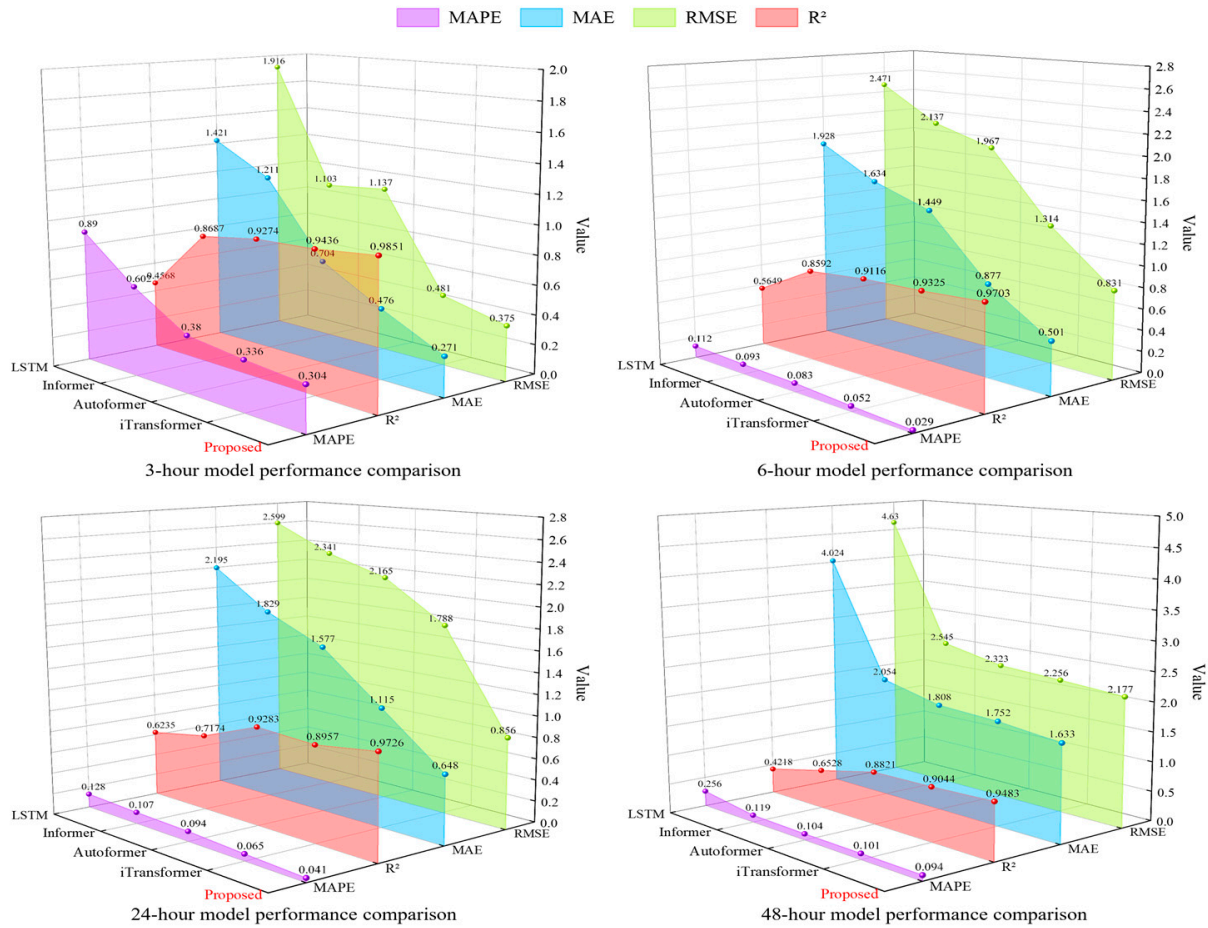 MAPE MAE RMSE R²
1.916
1.421
1.211
1.103
1.137
0.89
0.602
0.4568
0.8687
0.9274
0.9436
0.704
0.9851
0.38
0.336
0.304
0.476
0.481
0.271
0.375
2.0
1.8
1.6
1.4
1.2
1.0
0.8
0.6
0.4
0.2
0.0
Value
LSTM
Informer
Autoformer
iTransformer
Proposed
MAPE
R²
MAE
RMSE
3-hour model performance comparison
2.471
2.137
1.967
1.928
1.634
1.449
1.314
0.5649
0.8592
0.9116
0.9325
0.877
0.9703
0.831
0.501
0.112
0.093
0.083
0.052
0.029
2.8
2.6
2.4
2.2
2.0
1.8
1.6
1.4
1.2
1.0
0.8
0.6
0.4
0.2
0.0
Value
LSTM
Informer
Autoformer
iTransformer
Proposed
MAPE
R²
MAE
RMSE
6-hour model performance comparison
2.599
2.341
2.165
2.195
1.829
1.788
1.577
1.115
0.6235
0.7174
0.9283
0.8957
0.9726
0.856
0.648
0.128
0.107
0.094
0.065
0.041
2.8
2.6
2.4
2.2
2.0
1.8
1.6
1.4
1.2
1.0
0.8
0.6
0.4
0.2
0.0
Value
LSTM
Informer
Autoformer
iTransformer
Proposed
MAPE
R²
MAE
RMSE
24-hour model performance comparison
4.63
4.024
2.545
2.323
2.256
2.177
2.054
1.808
1.752
1.633
0.4218
0.6528
0.8821
0.9044
0.9483
0.256
0.119
0.104
0.101
0.094
5.0
4.5
4.0
3.5
3.0
2.5
2.0
1.5
1.0
0.5
0.0
Value
LSTM
Informer
Autoformer
iTransformer
Proposed
MAPE
R²
MAE
RMSE
48-hour model performance comparison